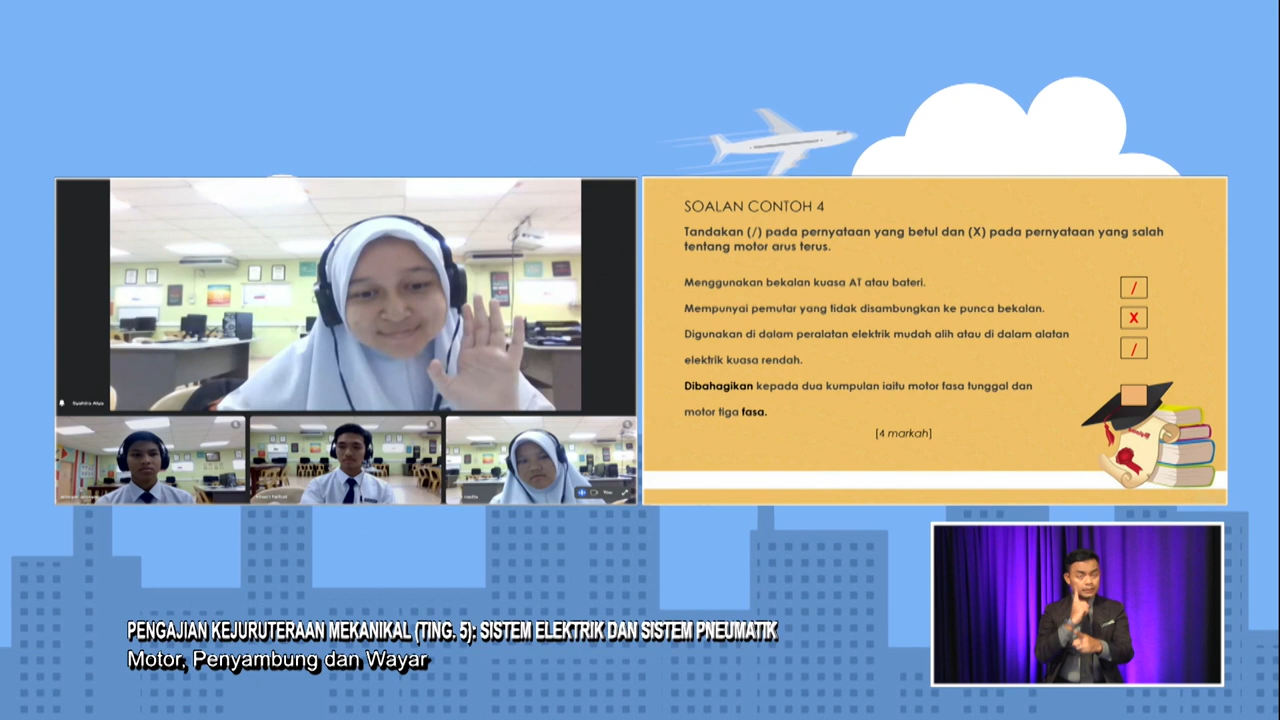 SOALAN CONTOH 4
Tandakan (/) pada pernyataan yang betul dan (X) pada pernyataan yang salah
tentang motor arus terus.
Menggunakan bekalan kuasa AT atau bateri.
/
Mempunyai pemutar yang tidak disambungkan ke punca bekalan.
X
Digunakan di dalam peralatan elektrik mudah alih atau di dalam alatan
/
elektrik kuasa rendah.
Dibahagikan kepada dua kumpulan iaitu motor fasa tunggal dan
motor tiga fasa.
[4 markah]
You
PENGAJIAN KEJURUTERAAN MEKANIKAL (TING. 5): SISTEM ELEKTRIK DAN SISTEM PNEUMATIK
Motor, Penyambung dan Wayar